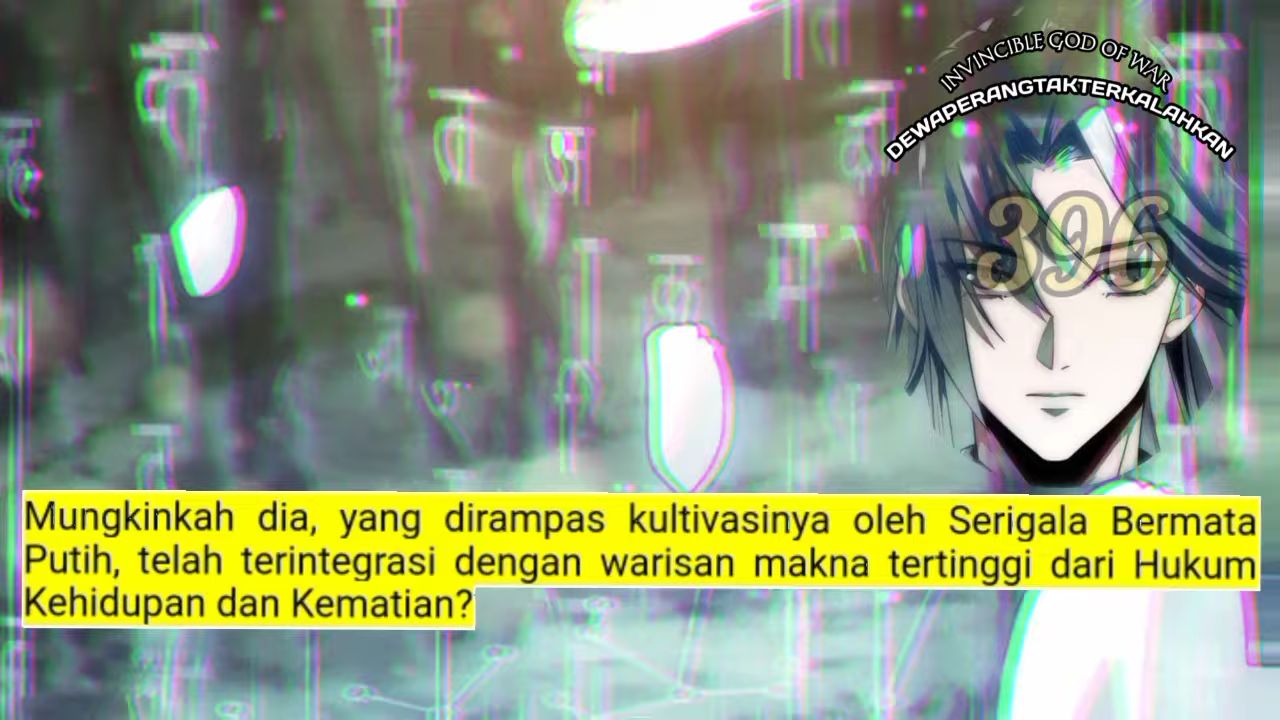 INVINCIBLE GOD OF WAR
DEWAPERANGTAKTERKALAHKAN
396
Mungkinkah dia, yang dirampas kultivasinya oleh Serigala Bermata
Putih, telah terintegrasi dengan warisan makna tertinggi dari Hukum
Kehidupan dan Kematian?